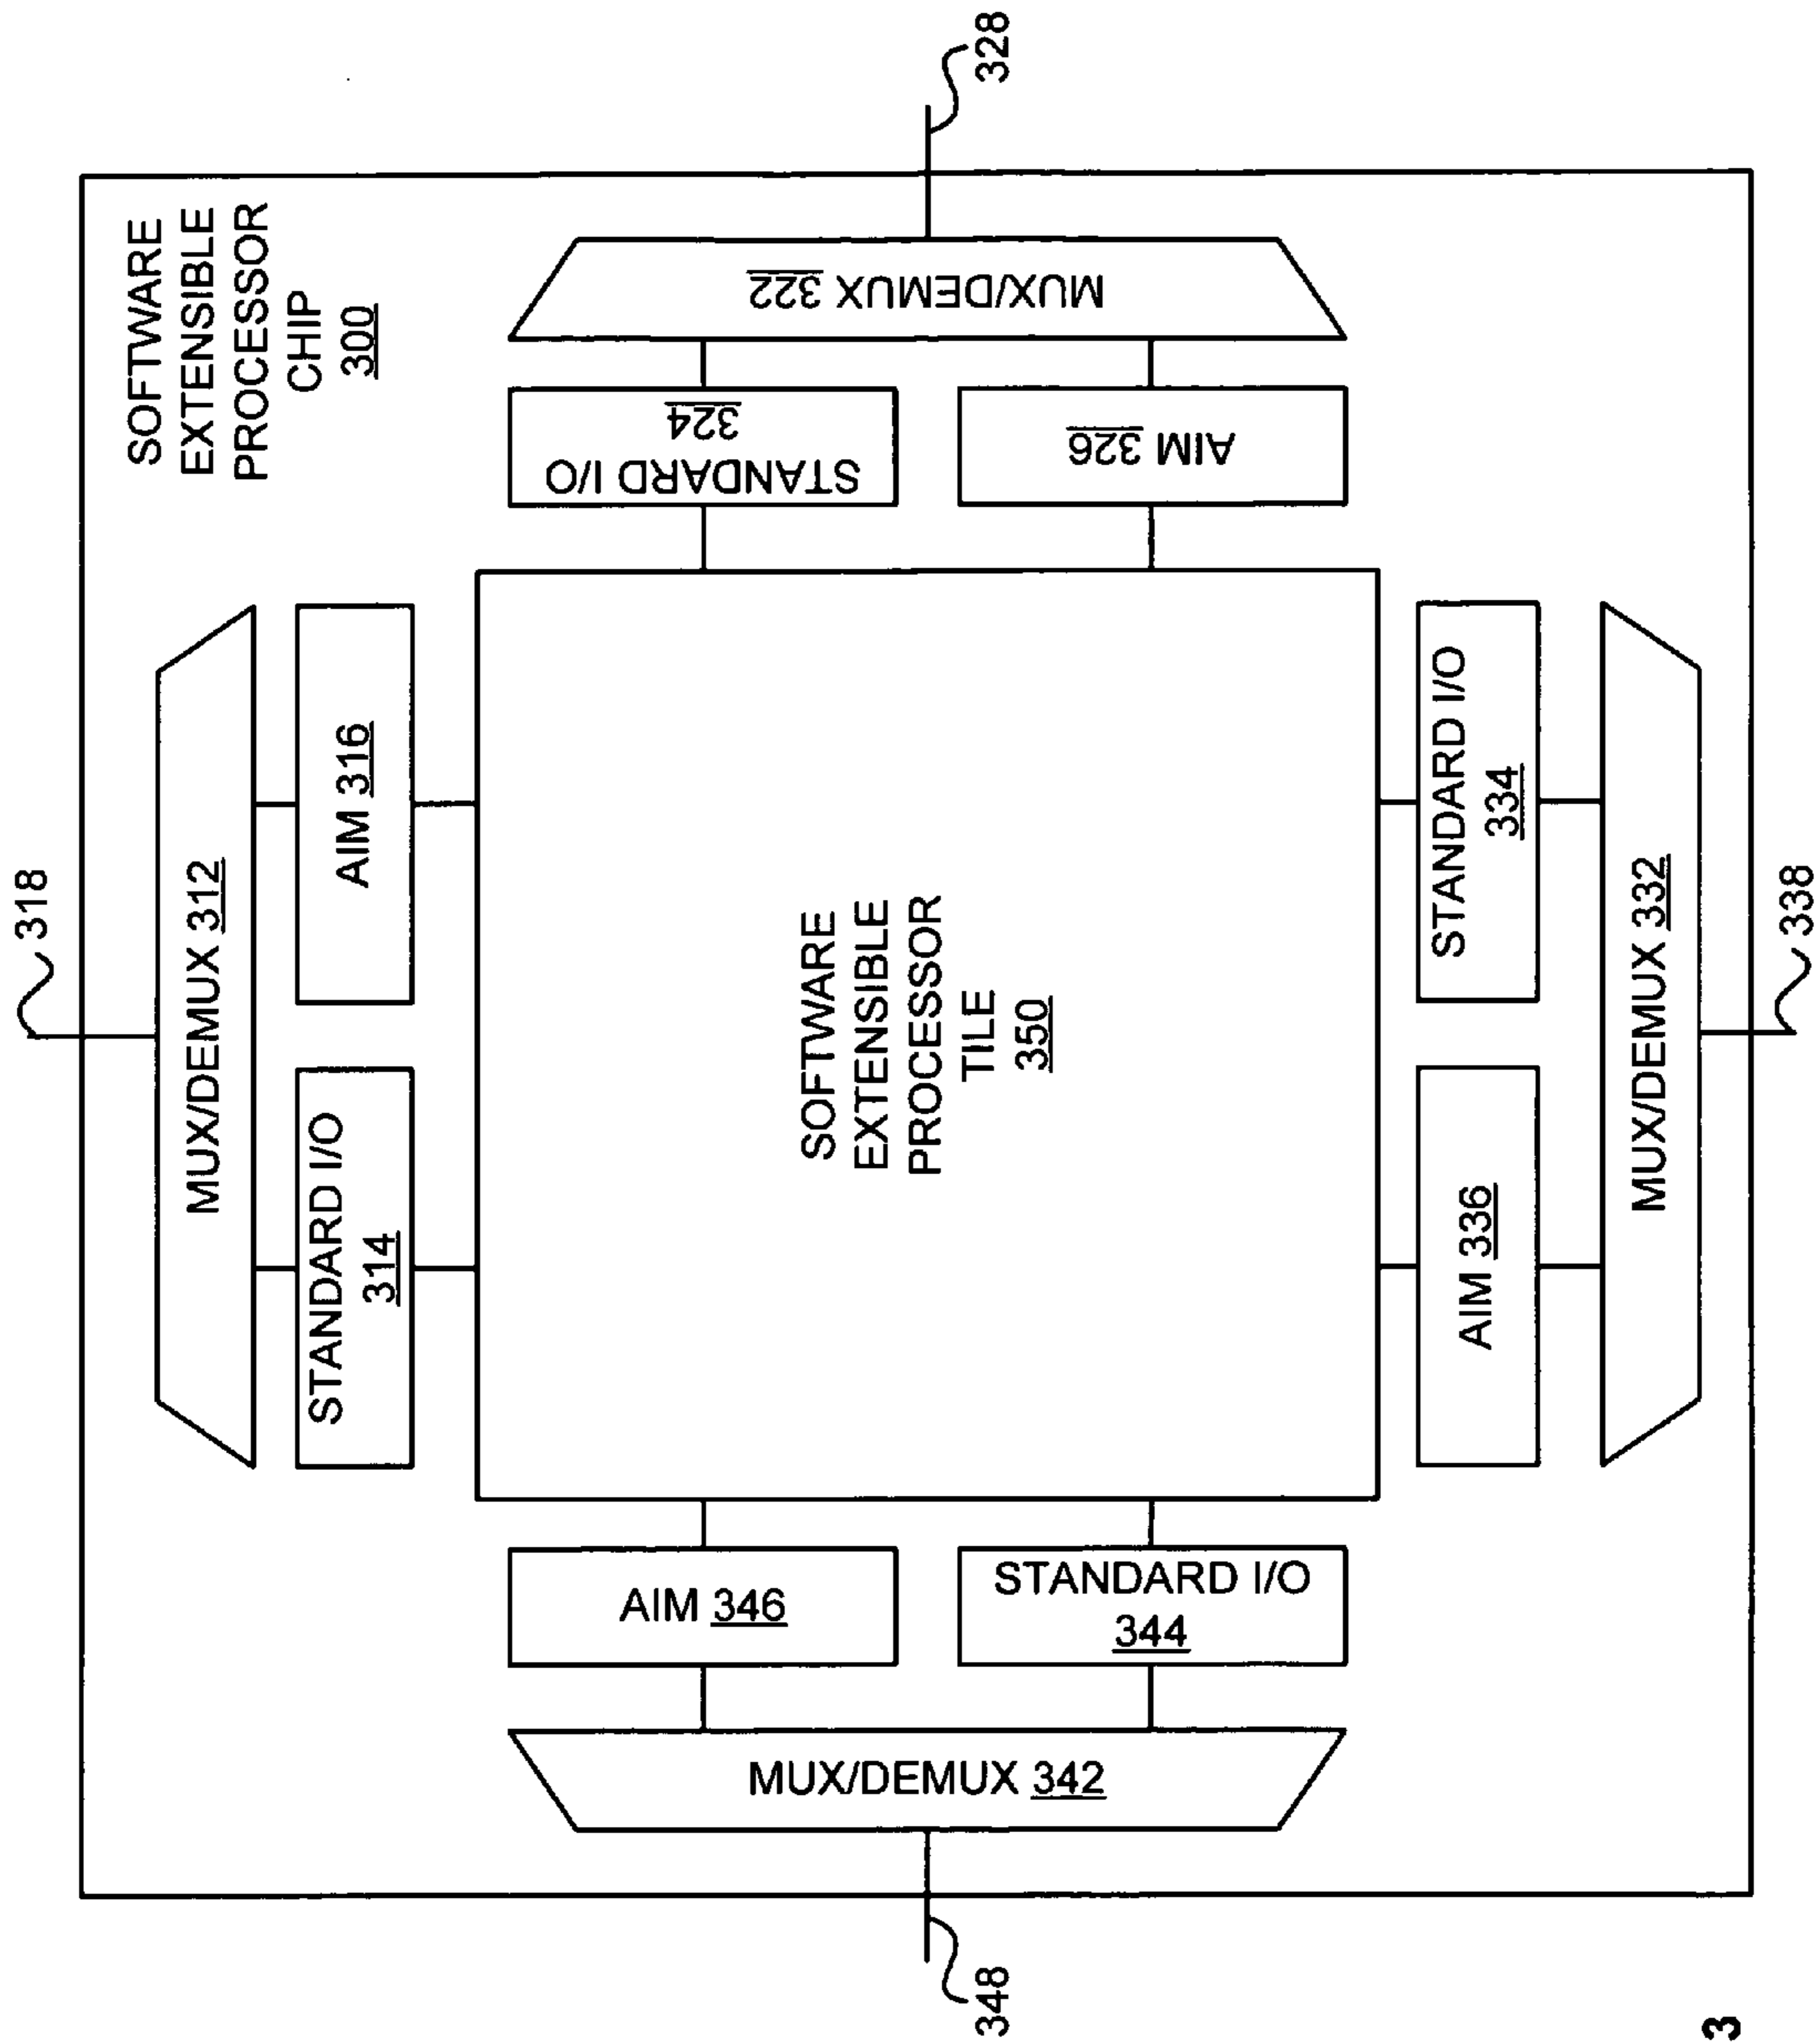 318
SOFTWARE
EXTENSIBLE
PROCESSOR
CHIP
300
MUX/DEMUX 312
STANDARD I/O
314
AIM 316
348
MUX/DEMUX 342
AIM 346
STANDARD I/O
344
SOFTWARE
EXTENSIBLE
PROCESSOR
TILE
350
STANDARD I/O
324
AIM 326
MUX/DEMUX 322
328
AIM 336
STANDARD I/O
334
MUX/DEMUX 332
338
3